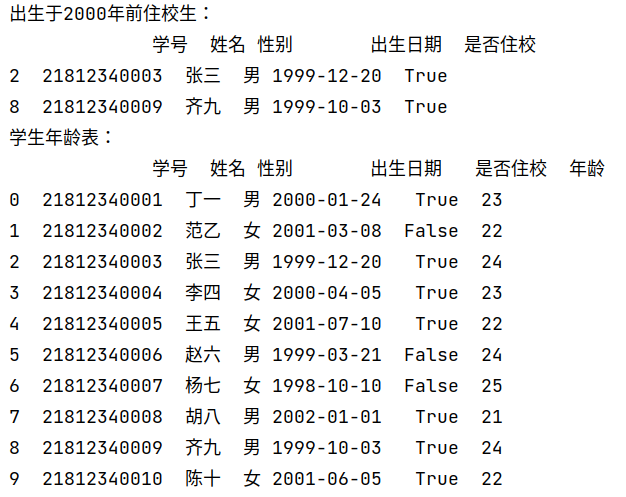 出生于2000年前住校生：
学号 姓名 性别 出生日期 是否住校
2 21812340003 张三 男 1999-12-20 True
8 21812340009 齐九 男 1999-10-03 True
学生年龄表：
学号 姓名 性别 出生日期 是否住校 年龄
0 21812340001 丁一 男 2000-01-24 True 23
1 21812340002 范乙 女 2001-03-08 False 22
2 21812340003 张三 男 1999-12-20 True 24
3 21812340004 李四 女 2000-04-05 True 23
4 21812340005 王五 女 2001-07-10 True 22
5 21812340006 赵六 男 1999-03-21 False 24
6 21812340007 杨七 女 1998-10-10 False 25
7 21812340008 胡八 男 2002-01-01 True 21
8 21812340009 齐九 男 1999-10-03 True 24
9 21812340010 陈十 女 2001-06-05 True 22